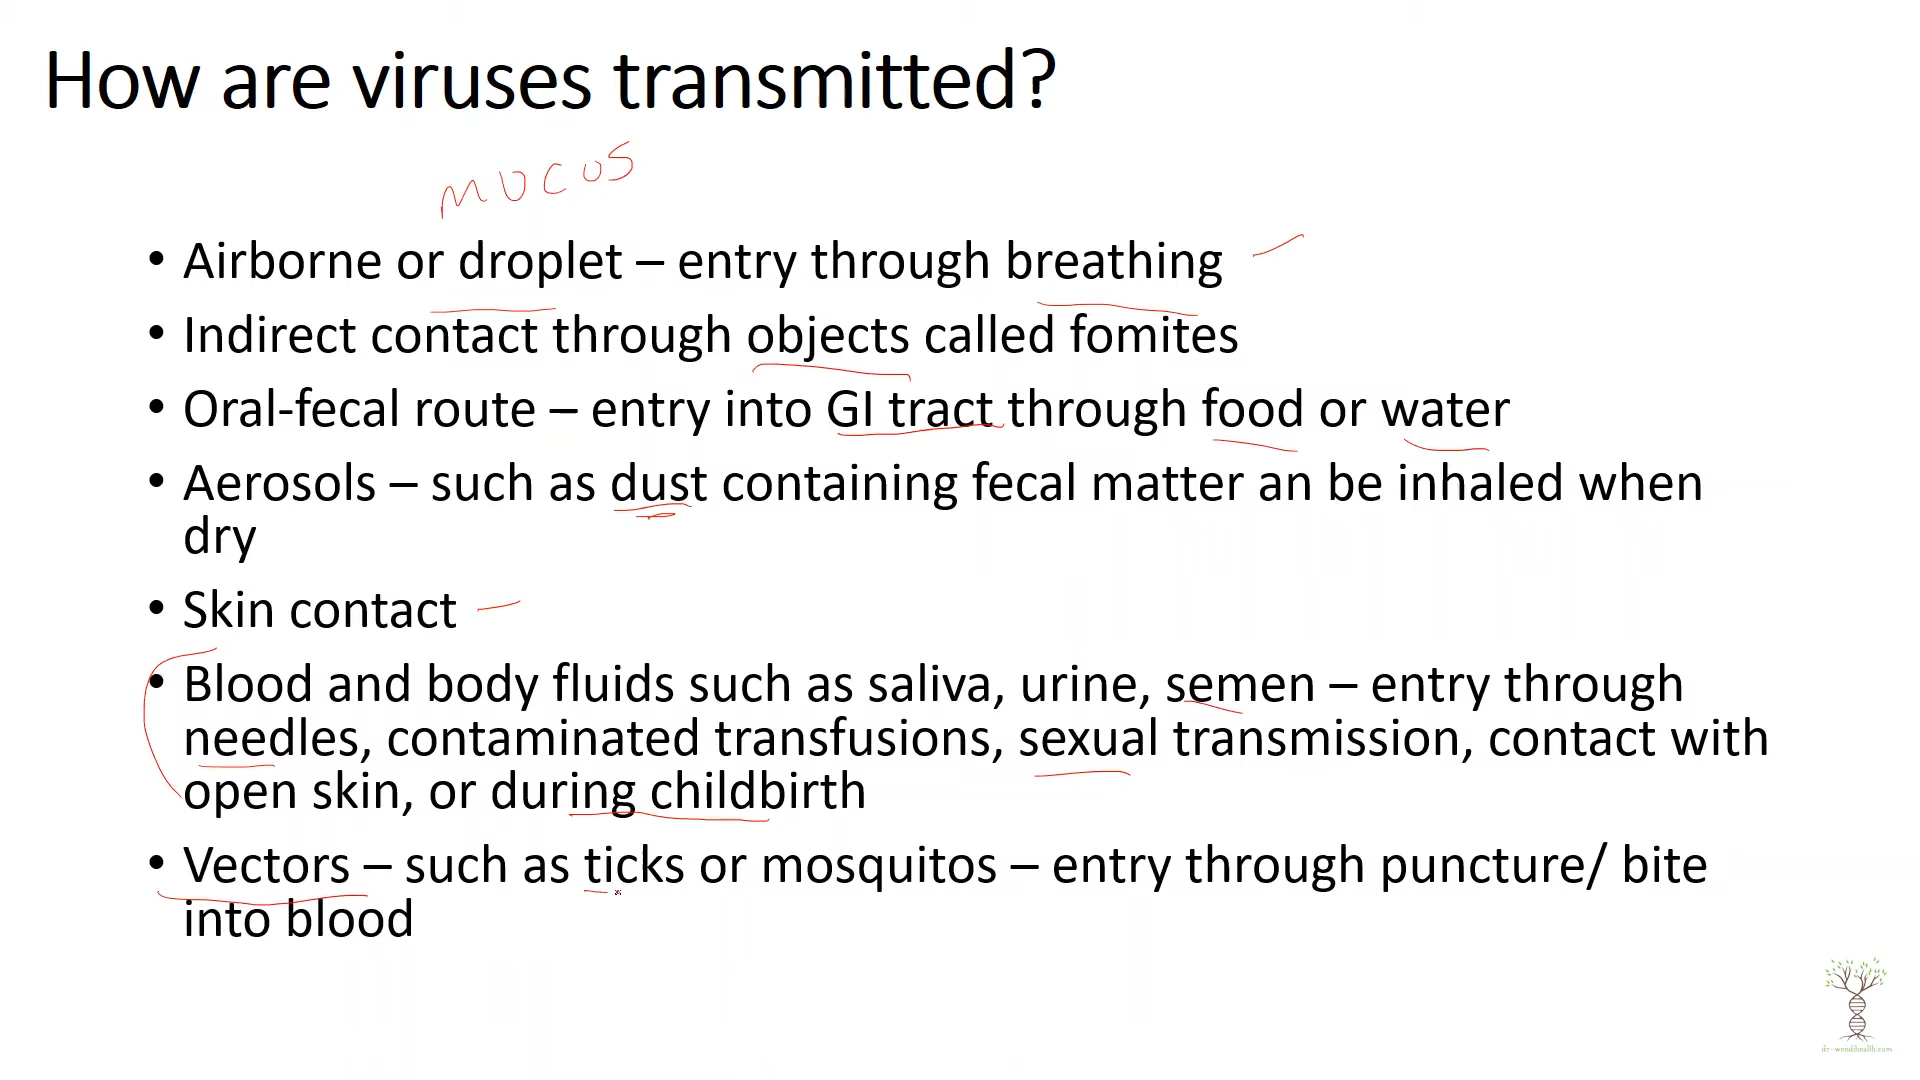 How are viruses transmitted?
mucos
• Airborne or droplet – entry through breathing
• Indirect contact through objects called fomites
• Oral-fecal route – entry into GI tract through food or water
• Aerosols – such as dust containing fecal matter an be inhaled when
dry
• Skin contact
• Blood and body fluids such as saliva, urine, semen – entry through
needles, contaminated transfusions, sexual transmission, contact with
open skin, or during childbirth
• Vectors – such as ticks or mosquitos – entry through puncture/ bite
into blood